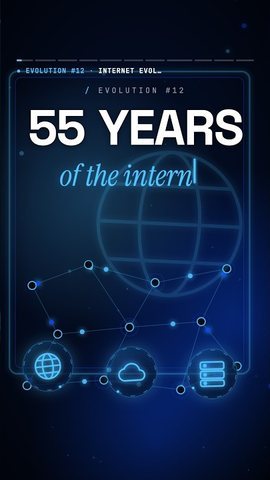 EVOLUTION #12 · INTERNET EVOL…
/ EVOLUTION #12
55 YEARS
of the intern